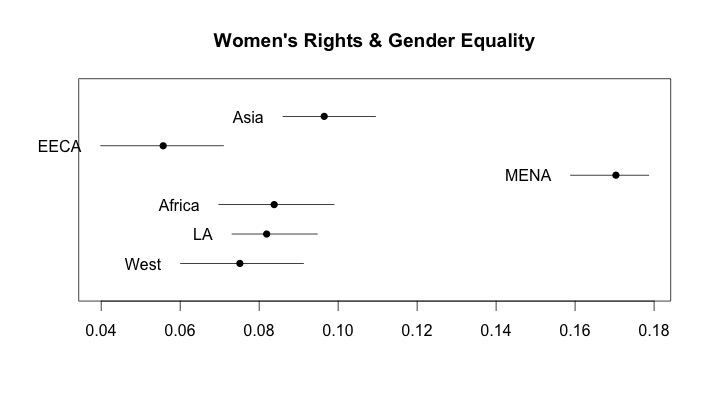 Women's Rights & Gender Equality
Asia
EECA
MENA
Africa
LA
West
0.04 0.06 0.08 0.10 0.12 0.14 0.16 0.18